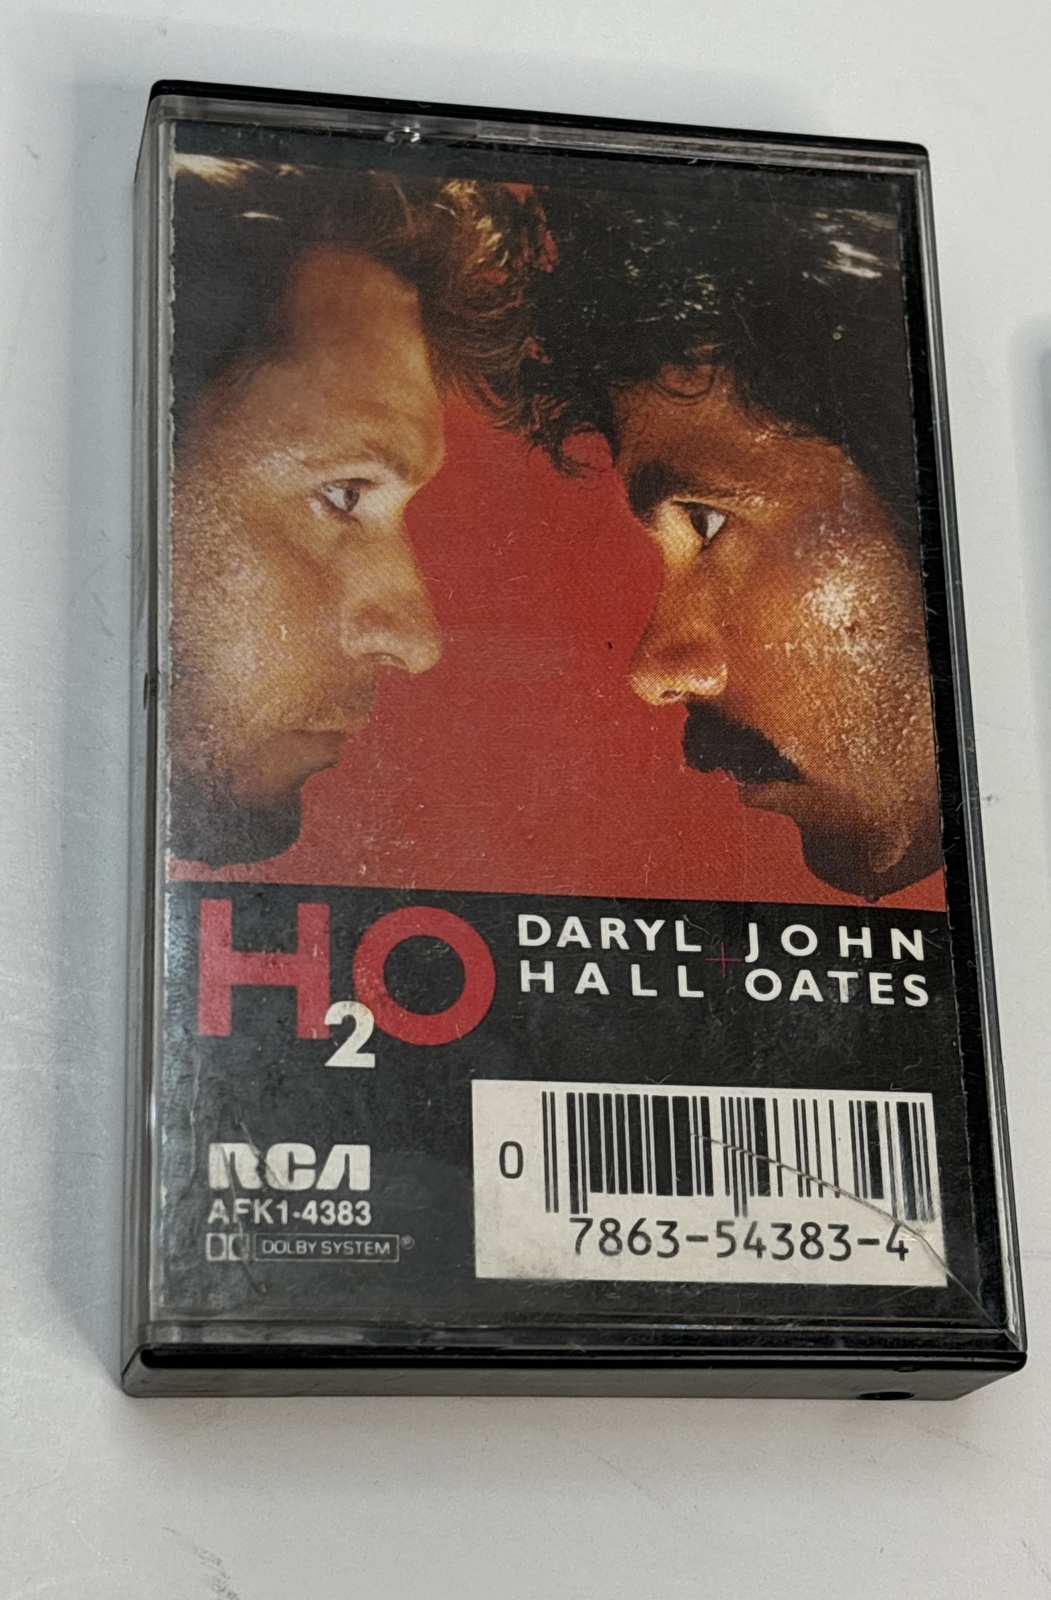 H2O
DARYL + JOHN
HALL OATES
RCA
AFK1-4383
DOLBY SYSTEM®
0
7863-54383-4